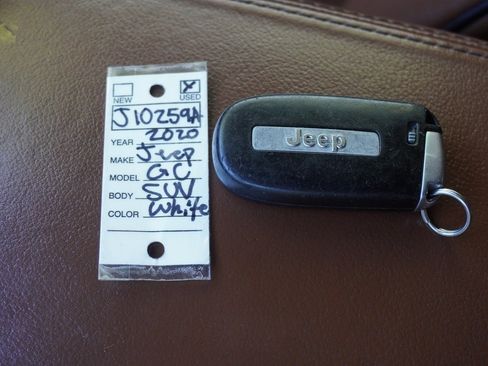 NEW USED
J10259A
YEAR 2020
MAKE Jeep
MODEL GC
BODY SUV
COLOR White
Jeep